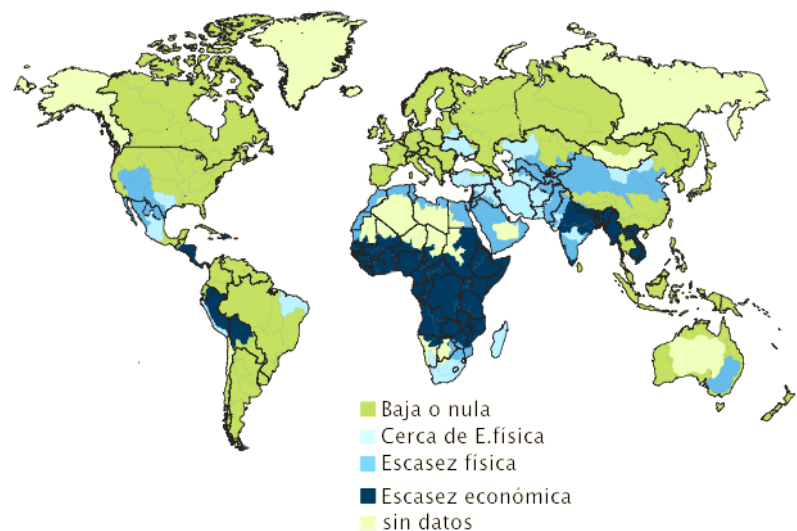 Baja o nula
Cerca de E.física
Escasez física
Escasez económica
sin datos